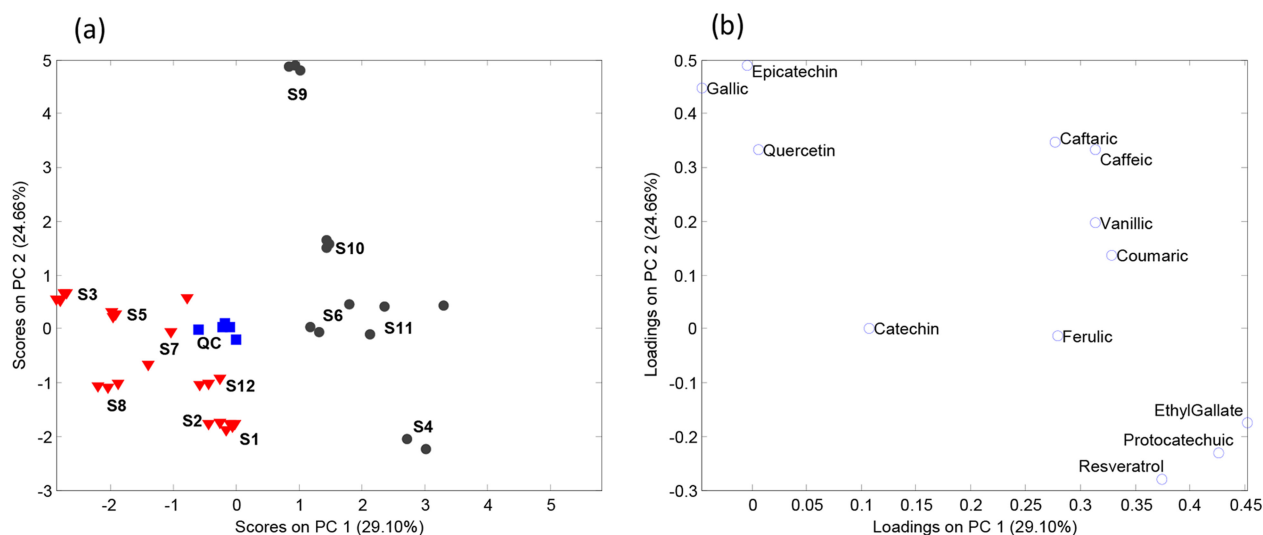 (a)
5
4
3
2
1
0
-1
-2
-3
Scores on PC 2 (24.66%)
S9
S10
S3
S5
S6
S11
S7
QC
S8
S12
S2
S1
S4
-2
-1
0
1
2
3
4
5
Scores on PC 1 (29.10%)
(b)
0.5
0.4
0.3
0.2
0.1
0
-0.1
-0.2
-0.3
Loadings on PC 2 (24.66%)
Epicatechin
Gallic
Quercetin
Caftaric
Caffeic
Vanillic
Coumaric
Catechin
Ferulic
EthylGallate
Protocatechuic
Resveratrol
0
0.05
0.1
0.15
0.2
0.25
0.3
0.35
0.4
0.45
Loadings on PC 1 (29.10%)